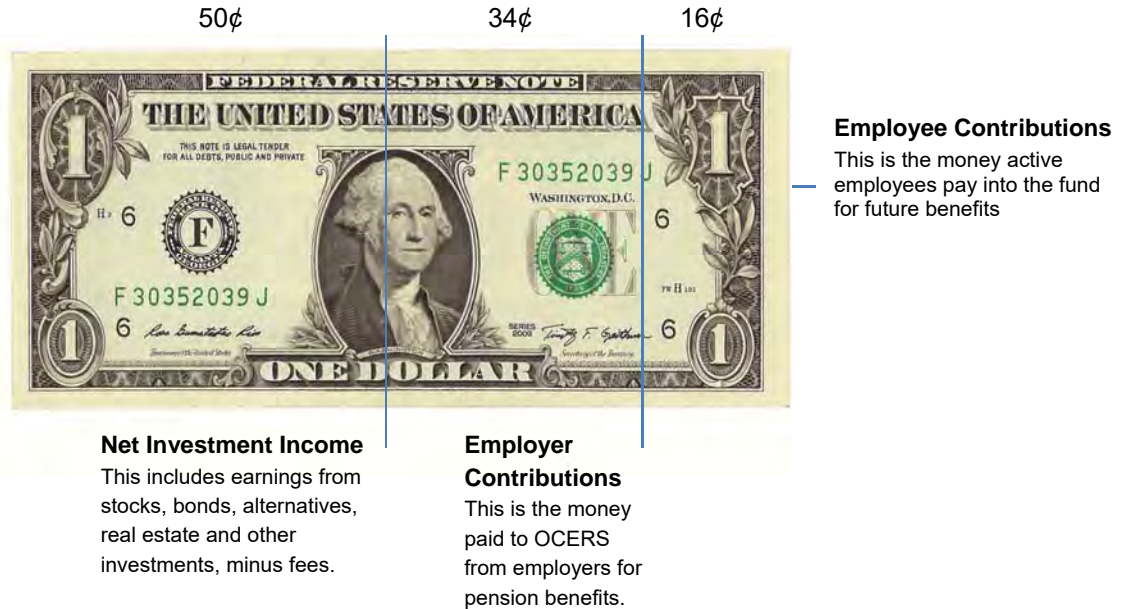 50¢ 34¢ 16¢
FEDERAL RESERVE NOTE
THE UNITED STATES OF AMERICA
THIS NOTE IS LEGAL TENDER
FOR ALL DEBTS, PUBLIC AND PRIVATE
F 30352039 J
WASHINGTON, D.C.
6
6
F
F 30352039 J
6
SERIES
2009
6
1
1
1
1
ONE DOLLAR
Employee Contributions
This is the money active
employees pay into the fund
for future benefits
Net Investment Income
This includes earnings from
stocks, bonds, alternatives,
real estate and other
investments, minus fees.
Employer
Contributions
This is the money
paid to OCERS
from employers for
pension benefits.